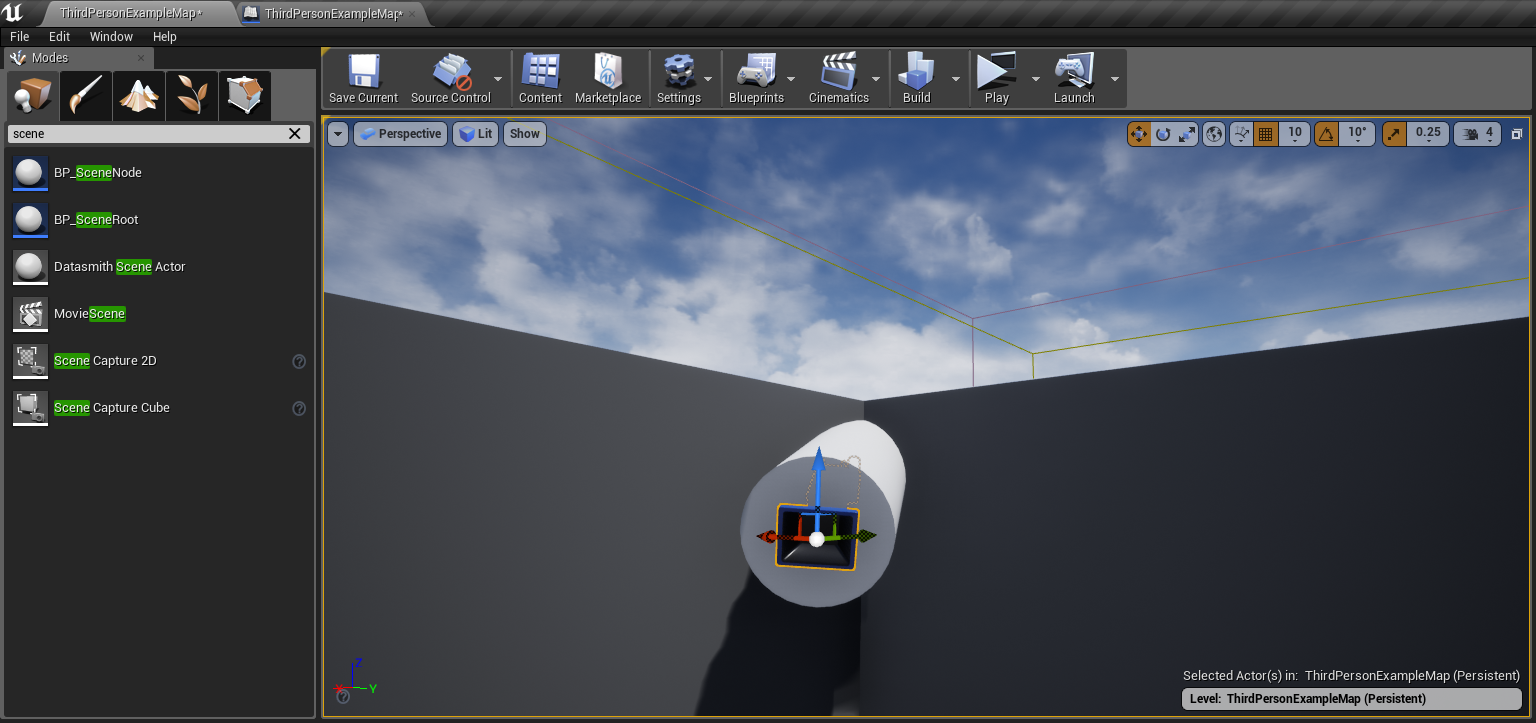 ThirdPersonExampleMap*
ThirdPersonExampleMap*
File Edit Window Help
Modes
Save Current Source Control Content Marketplace Settings Blueprints Cinematics Build Play Launch
scene
Perspective Lit Show 10 10° 0.25 4
BP_SceneNode
BP_SceneRoot
Datasmith Scene Actor
MovieScene
Scene Capture 2D ?
Scene Capture Cube ?
Z
Y
?
Selected Actor(s) in: ThirdPersonExampleMap (Persistent)
Level: ThirdPersonExampleMap (Persistent)